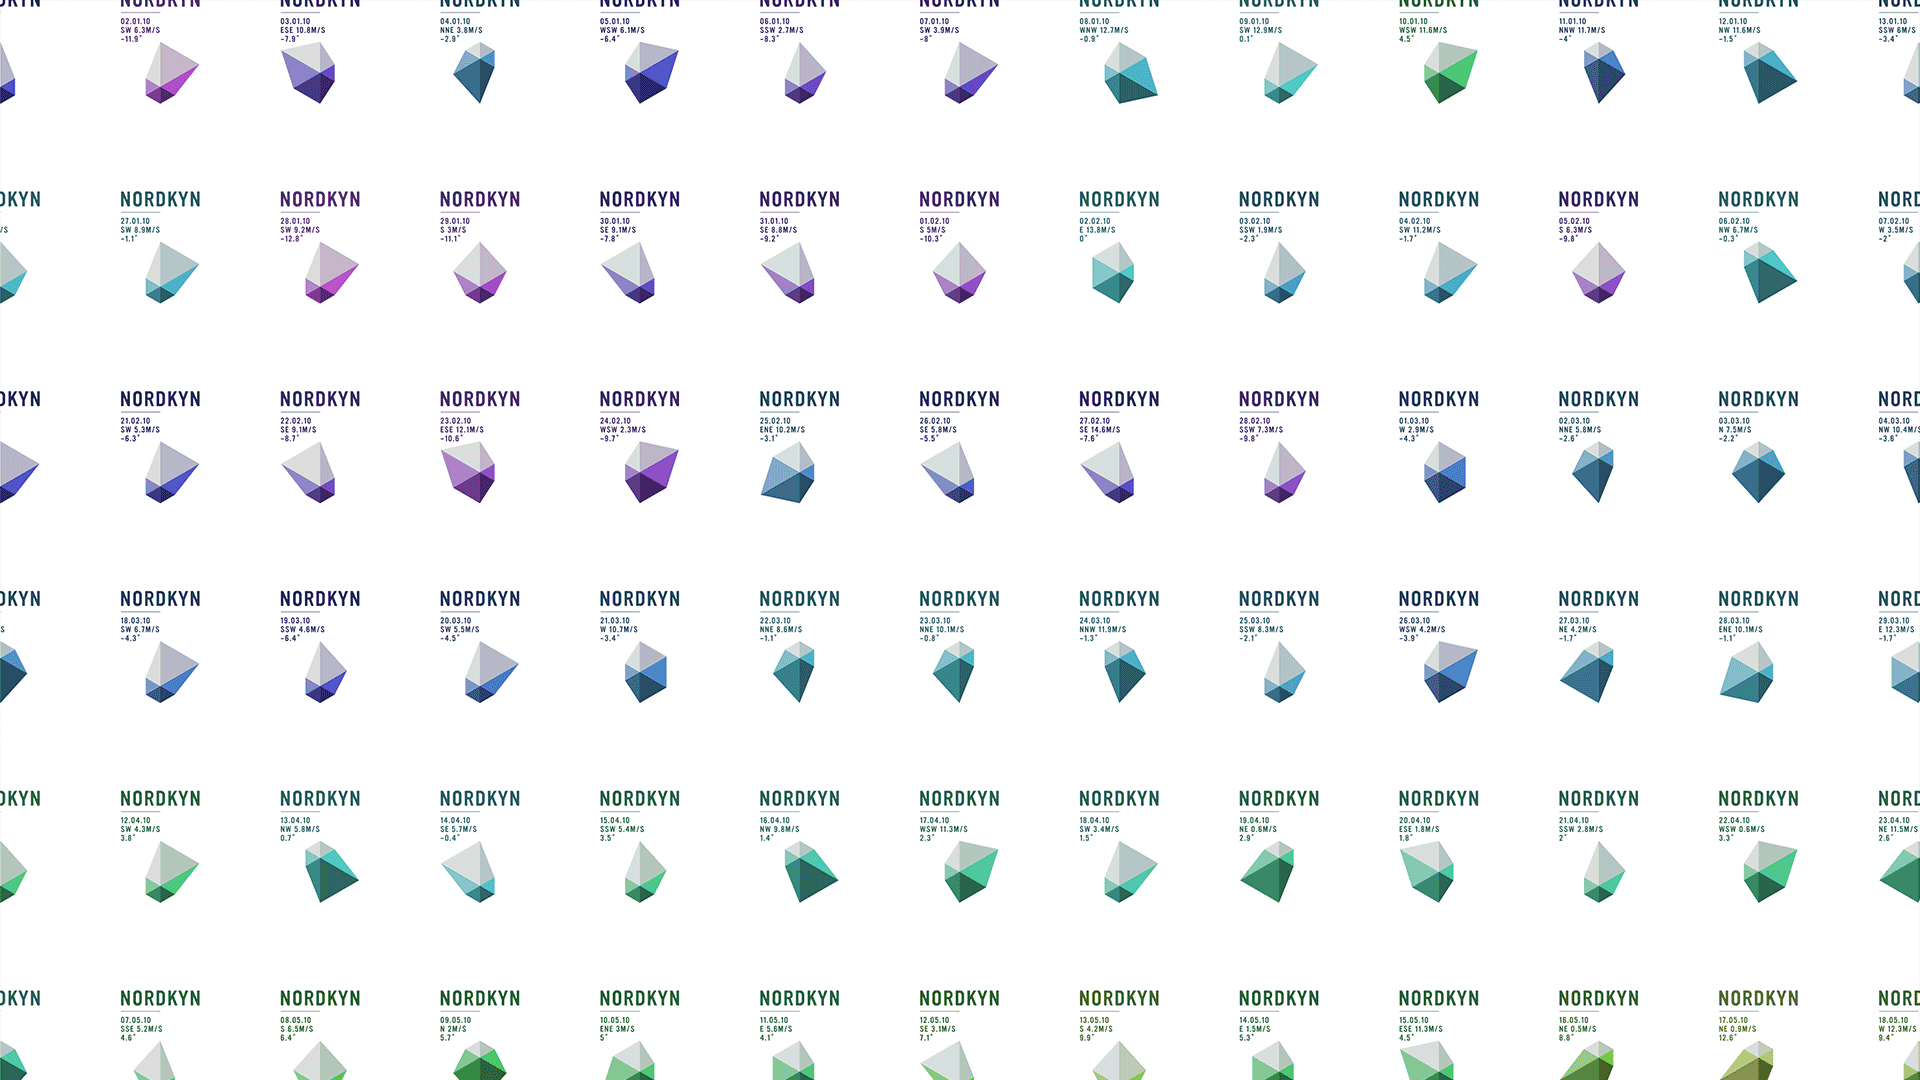 NORDKYN NORDKYN NORDKYN NORDKYN NORDKYN NORDKYN NORDKYN NORDKYN NORDKYN NORDKYN NORDKYN
02.01.10 03.01.10 04.01.10 05.01.10 06.01.10 07.01.10 08.01.10 09.01.10 10.01.10 11.01.10 12.01.10 13.01.10
SW 6.3M/S ESE 10.8M/S NNE 3.8M/S WSW 6.1M/S SSW 2.7M/S SW 3.9M/S WNW 12.7M/S SW 12.9M/S WSW 11.6M/S NNW 11.7M/S NW 11.6M/S SSW 6M/S
-11.9° -7.9° -2.9° -6.4° -8.3° -8° -0.9° 0.1° 4.5° -4° -1.5° -3.4°
DKYN NORDKYN NORDKYN NORDKYN NORDKYN NORDKYN NORDKYN NORDKYN NORDKYN NORDKYN NORDKYN NORDKYN NORD
27.01.10 28.01.10 29.01.10 30.01.10 31.01.10 01.02.10 02.02.10 03.02.10 04.02.10 05.02.10 06.02.10 07.02.10
/S SW 8.9M/S SW 9.2M/S S 3M/S SE 9.1M/S SE 8.8M/S S 5M/S E 13.8M/S SSW 1.9M/S SW 11.2M/S S 6.3M/S NW 6.7M/S W 3.5M/S
-1.1° -12.8° -11.1° -7.8° -9.2° -10.3° 0° -2.3° -1.7° -9.8° -0.3° -2°
DKYN NORDKYN NORDKYN NORDKYN NORDKYN NORDKYN NORDKYN NORDKYN NORDKYN NORDKYN NORDKYN NORDKYN NORD
21.02.10 22.02.10 23.02.10 24.02.10 25.02.10 26.02.10 27.02.10 28.02.10 01.03.10 02.03.10 03.03.10 04.03.10
SW 5.3M/S SE 9.1M/S ESE 12.1M/S WSW 2.3M/S ENE 10.2M/S SE 5.8M/S SE 14.6M/S SSW 7.3M/S W 2.9M/S NNE 5.8M/S N 7.5M/S NW 10.4M/S
-6.3° -8.7° -10.6° -9.7° -3.1° -5.5° -7.6° -9.8° -4.3° -2.6° -2.2° -3.6°
DKYN NORDKYN NORDKYN NORDKYN NORDKYN NORDKYN NORDKYN NORDKYN NORDKYN NORDKYN NORDKYN NORDKYN NORD
18.03.10 19.03.10 20.03.10 21.03.10 22.03.10 23.03.10 24.03.10 25.03.10 26.03.10 27.03.10 28.03.10 29.03.10
S SW 6.7M/S SSW 4.6M/S SW 5.5M/S W 10.7M/S NNE 8.6M/S NNE 10.1M/S NNW 11.9M/S SSW 8.3M/S WSW 4.2M/S NE 4.2M/S ENE 10.1M/S E 12.3M/S
-4.3° -6.4° -4.5° -3.4° -1.1° -0.8° -1.3° -2.1° -3.9° -1.7° -1.1° -1.7°
DKYN NORDKYN NORDKYN NORDKYN NORDKYN NORDKYN NORDKYN NORDKYN NORDKYN NORDKYN NORDKYN NORDKYN NORD
12.04.10 13.04.10 14.04.10 15.04.10 16.04.10 17.04.10 18.04.10 19.04.10 20.04.10 21.04.10 22.04.10 23.04.10
SW 4.3M/S NW 5.8M/S SE 5.7M/S SSW 5.4M/S NW 9.8M/S WSW 11.3M/S SW 3.4M/S NE 0.6M/S ESE 1.8M/S SSW 2.8M/S WSW 0.6M/S NE 11.5M/S
3.8° 0.7° -0.4° 3.5° 1.4° 2.3° 1.5° 2.9° 1.8° 2° 3.3° 2.6°
DKYN NORDKYN NORDKYN NORDKYN NORDKYN NORDKYN NORDKYN NORDKYN NORDKYN NORDKYN NORDKYN NORDKYN NORD
07.05.10 08.05.10 09.05.10 10.05.10 11.05.10 12.05.10 13.05.10 14.05.10 15.05.10 16.05.10 17.05.10 18.05.10
SSE 5.2M/S S 6.5M/S N 2M/S ENE 3M/S E 5.6M/S SE 3.1M/S S 4.2M/S E 1.5M/S ESE 11.3M/S NE 0.5M/S NE 0.9M/S W 12.3M/S
4.6° 6.4° 5.7° 5° 4.1° 7.1° 9.9° 5.3° 4.5° 8.8° 12.6° 9.4°